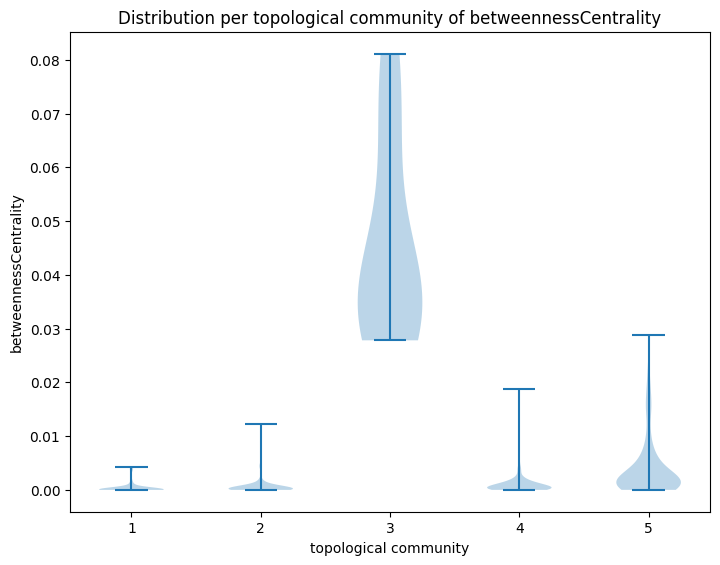 Distribution per topological community of betweennessCentrality
betweennessCentrality
0.08
0.07
0.06
0.05
0.04
0.03
0.02
0.01
0.00
1 2 3 4 5
topological community